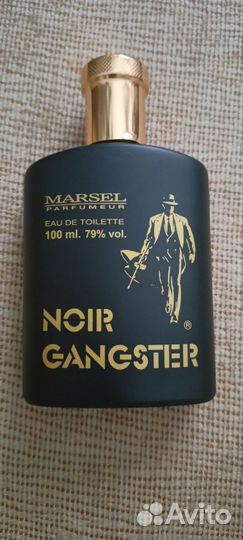 MARSEL
PARFUMEUR
EAU DE TOILETTE
100 ml. 79% vol.
NOIR
GANGSTER
®
Avito